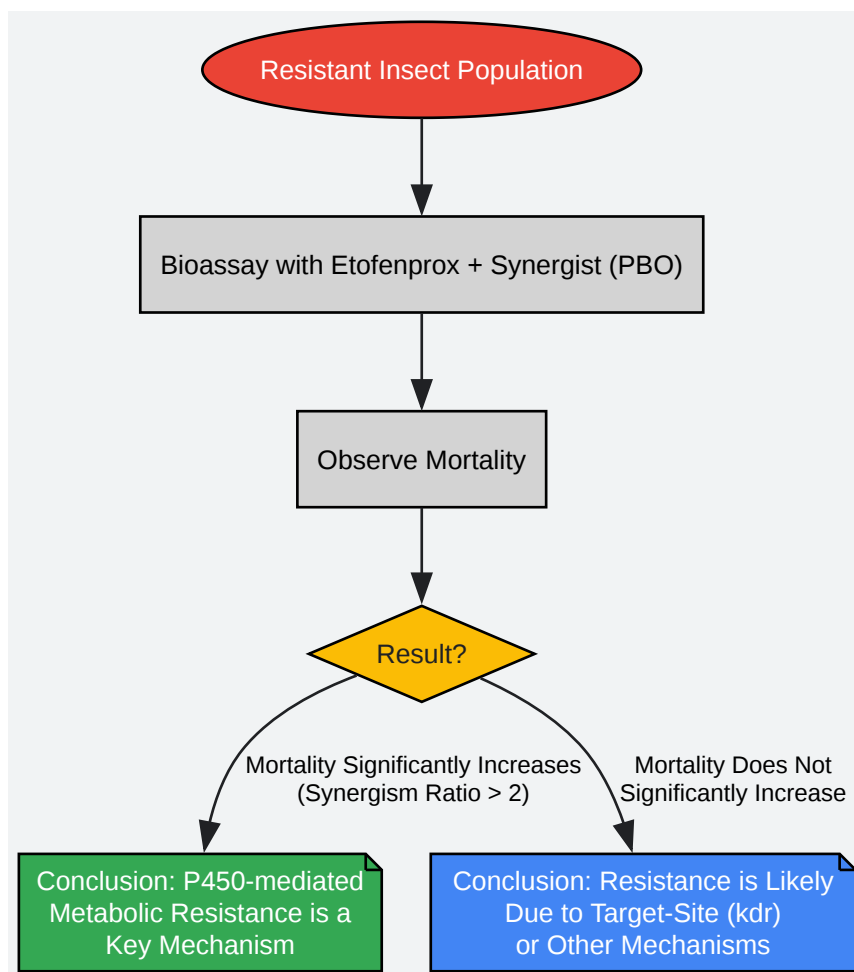 Resistant Insect Population
Bioassay with Etofenprox + Synergist (PBO)
Observe Mortality
Result?
Mortality Significantly Increases
(Synergism Ratio > 2)
Mortality Does Not
Significantly Increase
Conclusion: P450-mediated
Metabolic Resistance is a
Key Mechanism
Conclusion: Resistance is Likely
Due to Target-Site (kdr)
or Other Mechanisms